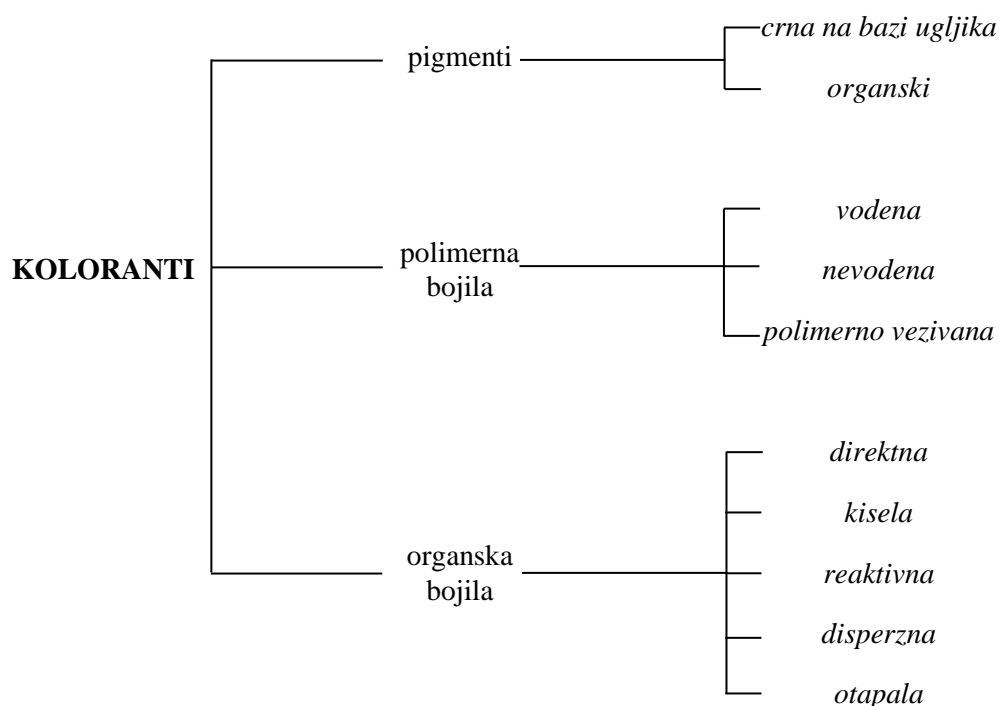 crna na bazi ugljika
pigmenti
organski
vodena
KOLORANTI
polimerna
bojila
nevodena
polimerno vezivana
direktna
kisela
organska
bojila
reaktivna
disperzna
otapala